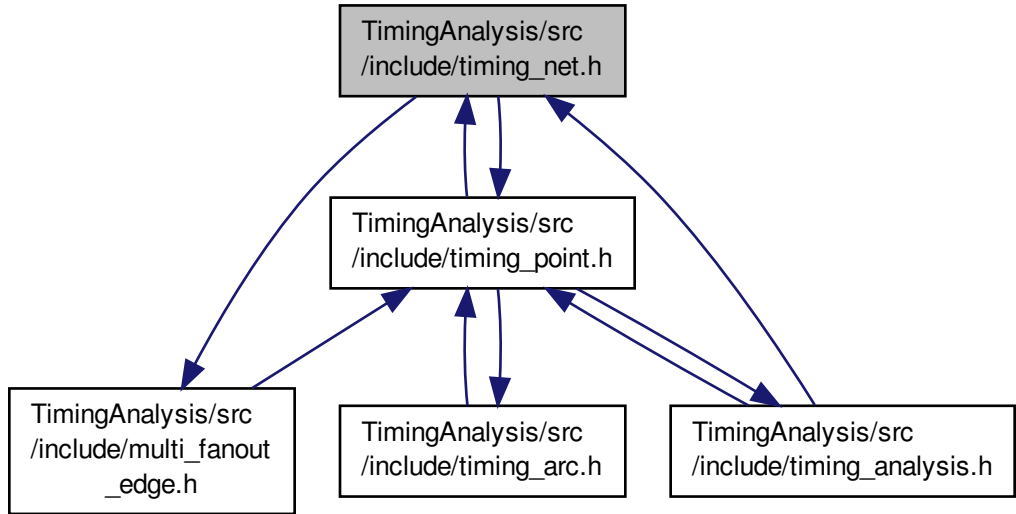 TimingAnalysis/src
/include/timing_net.h
TimingAnalysis/src
/include/timing_point.h
TimingAnalysis/src
/include/multi_fanout
_edge.h
TimingAnalysis/src
/include/timing_arc.h
TimingAnalysis/src
/include/timing_analysis.h